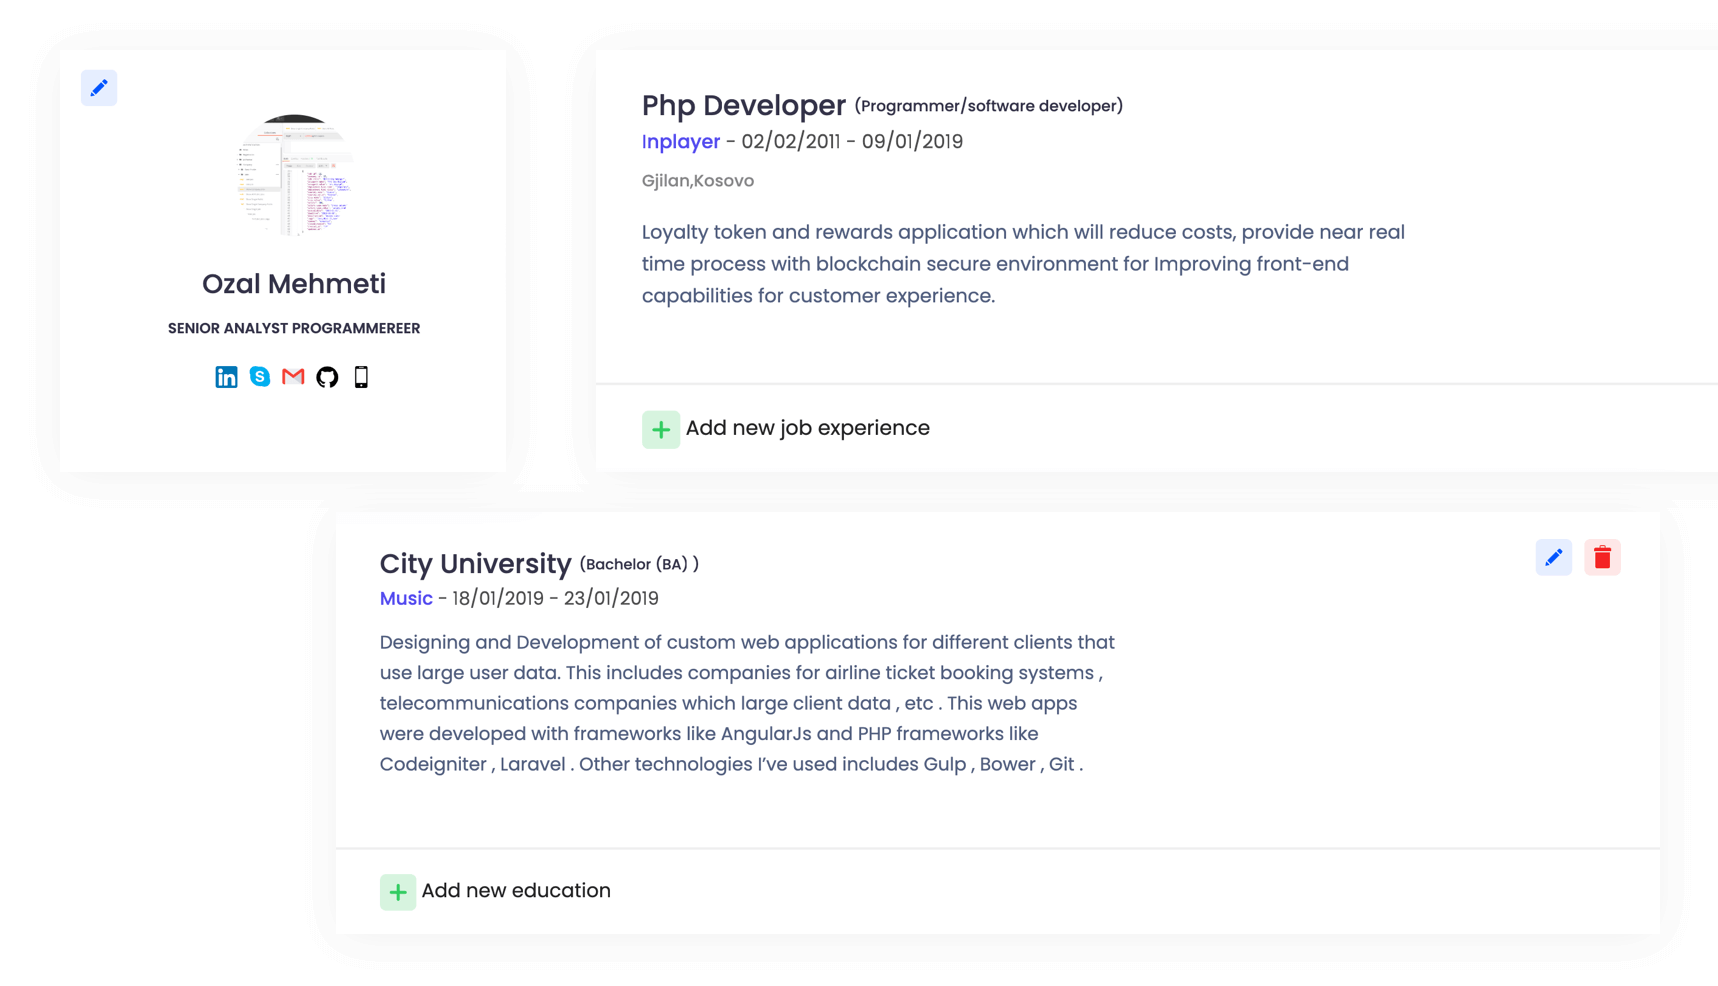 Ozal Mehmeti
SENIOR ANALYST PROGRAMMEREER
in
S
Php Developer (Programmer/software developer)
Inplayer - 02/02/2011 - 09/01/2019
Gjilan,Kosovo
Loyalty token and rewards application which will reduce costs, provide near real
time process with blockchain secure environment for Improving front-end
capabilities for customer experience.
Add new job experience
City University (Bachelor (BA) )
Music - 18/01/2019 - 23/01/2019
Designing and Development of custom web applications for different clients that
use large user data. This includes companies for airline ticket booking systems ,
telecommunications companies which large client data , etc . This web apps
were developed with frameworks like AngularJs and PHP frameworks like
Codeigniter , Laravel . Other technologies I’ve used includes Gulp , Bower , Git .
Add new education